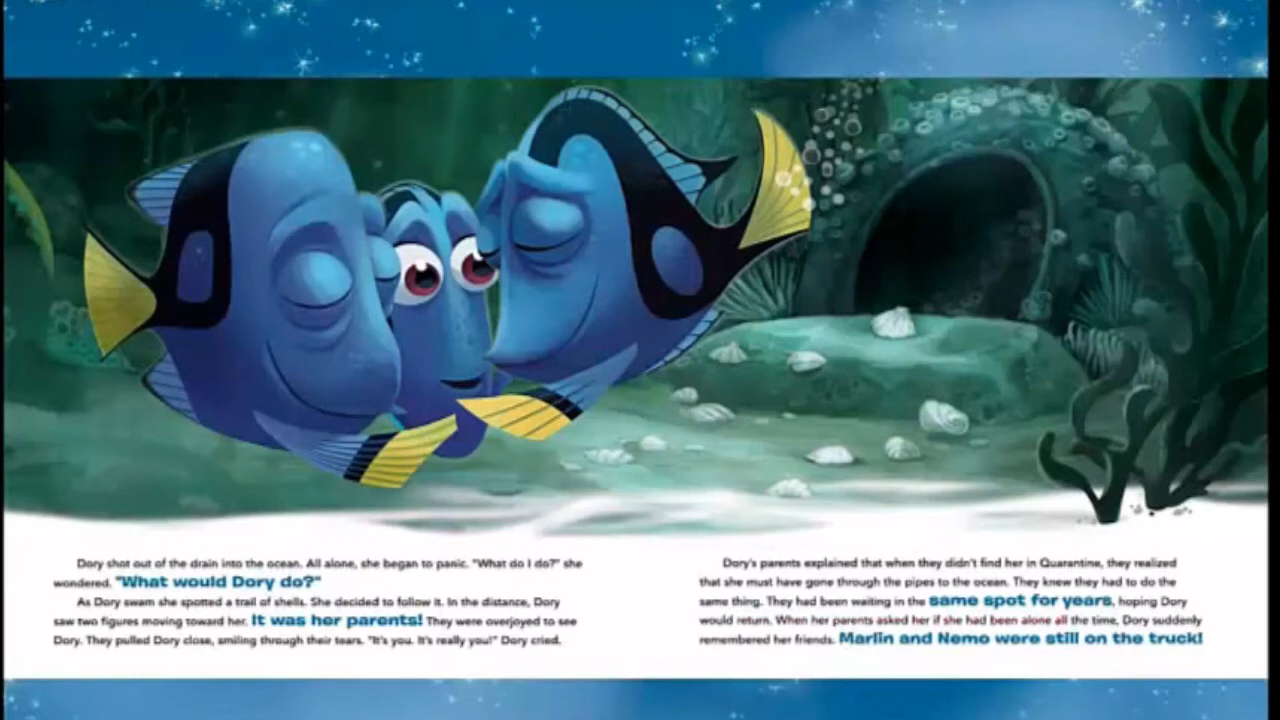 Dory shot out of the drain into the ocean. All alone, she began to panic. "What do I do?" she
wondered. "What would Dory do?"
As Dory swam she spotted a trail of shells. She decided to follow it. In the distance, Dory
saw two figures moving toward her. It was her parents! They were overjoyed to see
Dory. They pulled Dory close, smiling through their tears. "It's you. It's really you!" Dory cried.
Dory's parents explained that when they didn't find her in Quarantine, they realized
that she must have gone through the pipes to the ocean. They knew they had to do the
same thing. They had been waiting in the same spot for years, hoping Dory
would return. When her parents asked her if she had been alone all the time, Dory suddenly
remembered her friends. Marlin and Nemo were still on the truck!